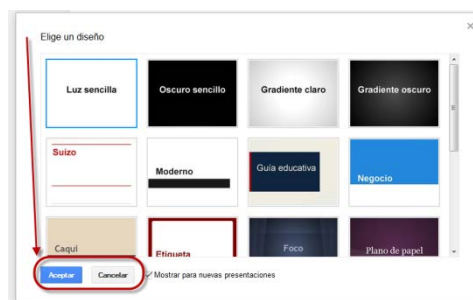 Elige un diseño
Luz sencilla
Oscuro sencillo
Gradiente claro
Gradiente oscuro
Suizo
Moderno
Guía educativa
Negocio
Caqui
Etiqueta
Foco
Plano de papel
Aceptar
Cancelar
Mostrar para nuevas presentaciones